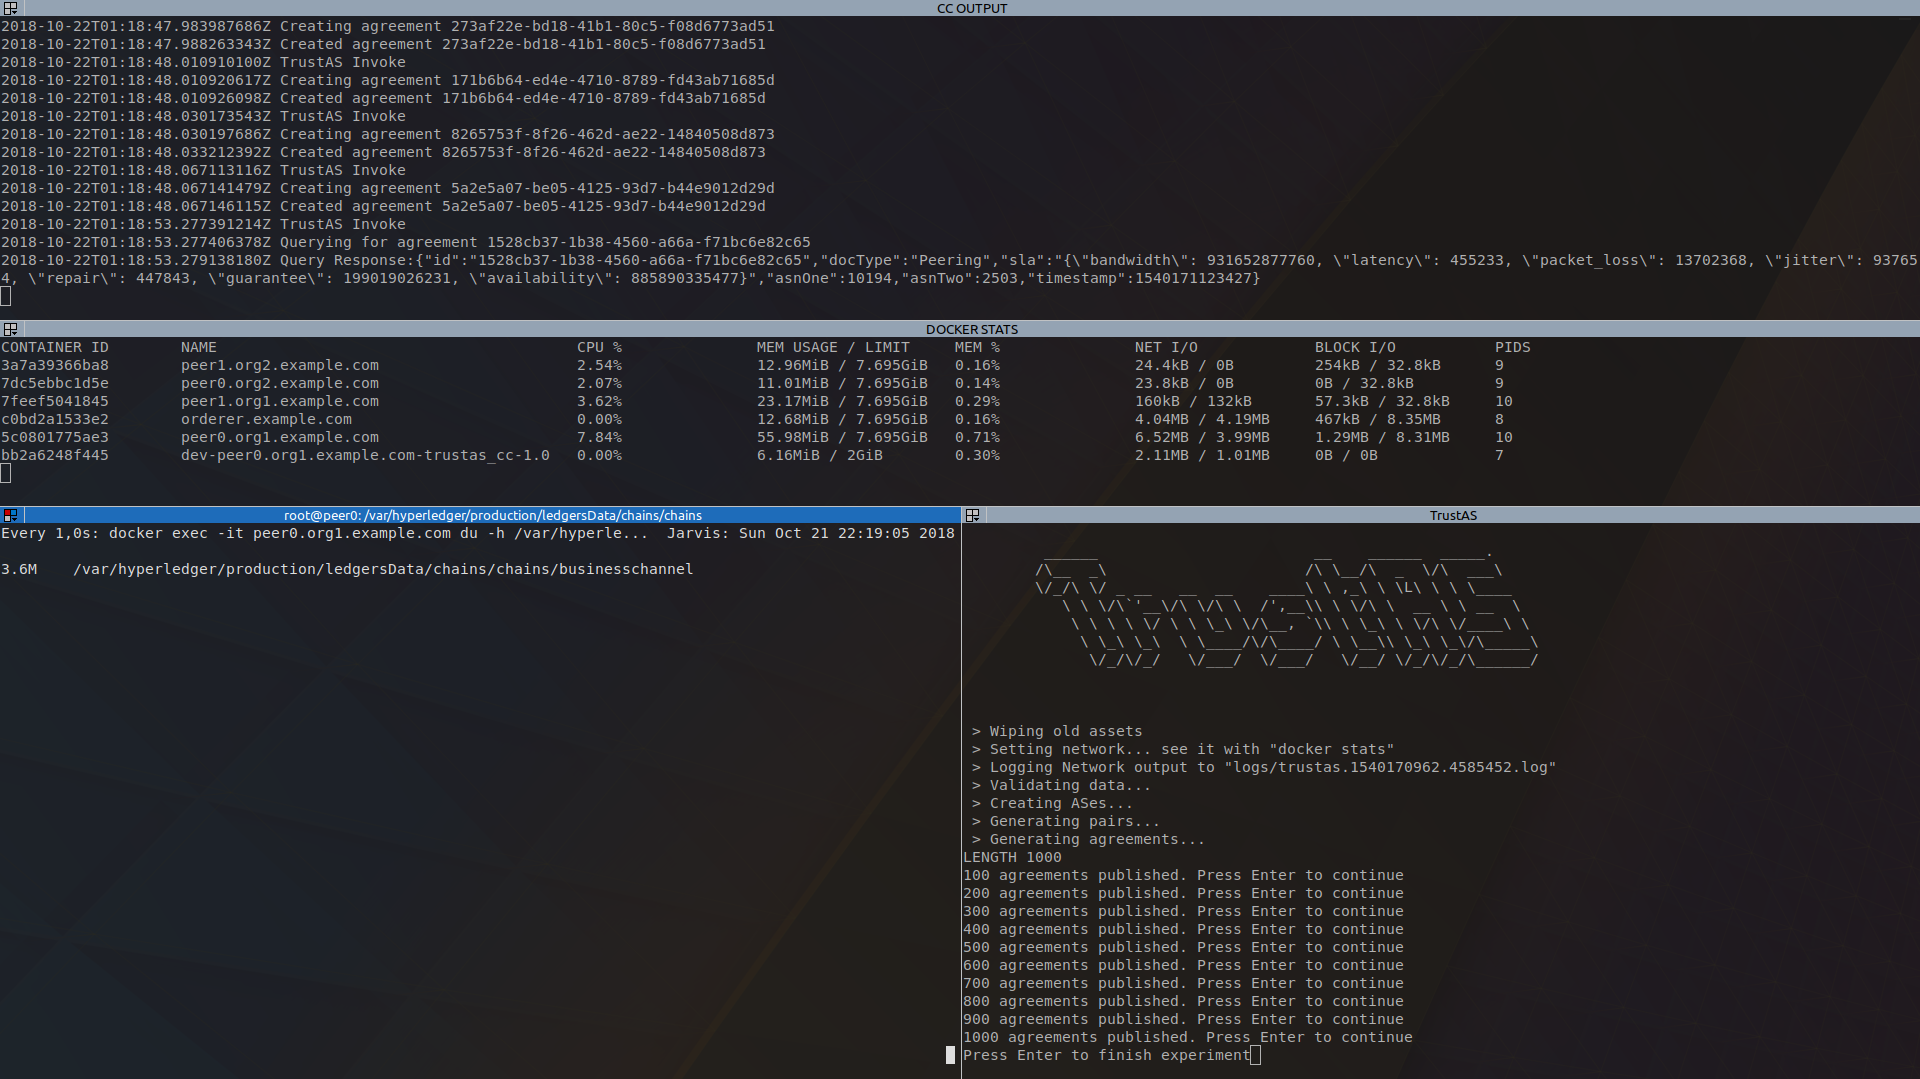 CC OUTPUT
2018-10-22T01:18:47.983987686Z Creating agreement 273af22e-bd18-41b1-80c5-f08d6773ad51
2018-10-22T01:18:47.988263343Z Created agreement 273af22e-bd18-41b1-80c5-f08d6773ad51
2018-10-22T01:18:48.010910100Z TrustAS Invoke
2018-10-22T01:18:48.010920617Z Creating agreement 171b6b64-ed4e-4710-8789-fd43ab71685d
2018-10-22T01:18:48.010926098Z Created agreement 171b6b64-ed4e-4710-8789-fd43ab71685d
2018-10-22T01:18:48.030173543Z TrustAS Invoke
2018-10-22T01:18:48.030197686Z Creating agreement 8265753f-8f26-462d-ae22-14840508d873
2018-10-22T01:18:48.033212392Z Created agreement 8265753f-8f26-462d-ae22-14840508d873
2018-10-22T01:18:48.067113116Z TrustAS Invoke
2018-10-22T01:18:48.067141479Z Creating agreement 5a2e5a07-be05-4125-93d7-b44e9012d29d
2018-10-22T01:18:48.067146115Z Created agreement 5a2e5a07-be05-4125-93d7-b44e9012d29d
2018-10-22T01:18:53.277391214Z TrustAS Invoke
2018-10-22T01:18:53.277406378Z Querying for agreement 1528cb37-1b38-4560-a66a-f71bc6e82c65
2018-10-22T01:18:53.279138180Z Query Response:{"id":"1528cb37-1b38-4560-a66a-f71bc6e82c65","docType":"Peering","sla":"{\"bandwidth\": 931652877760, \"latency\": 455233, \"packet_loss\": 13702368, \"jitter\": 93765
4, \"repair\": 447843, \"guarantee\": 199019026231, \"availability\": 885890335477}","asnOne":10194,"asnTwo":2503,"timestamp":1540171123427}
DOCKER STATS
CONTAINER ID NAME CPU % MEM USAGE / LIMIT MEM % NET I/O BLOCK I/O PIDS
3a7a39366ba8 peer1.org2.example.com 2.54% 12.96MiB / 7.695GiB 0.16% 24.4kB / 0B 254kB / 32.8kB 9
7dc5ebbc1d5e peer0.org2.example.com 2.07% 11.01MiB / 7.695GiB 0.14% 23.8kB / 0B 0B / 32.8kB 9
7feef5041845 peer1.org1.example.com 3.62% 23.17MiB / 7.695GiB 0.29% 160kB / 132kB 57.3kB / 32.8kB 10
c0bd2a1533e2 orderer.example.com 0.00% 12.68MiB / 7.695GiB 0.16% 4.04MB / 4.19MB 467kB / 8.35MB 8
5c0801775ae3 peer0.org1.example.com 7.84% 55.98MiB / 7.695GiB 0.71% 6.52MB / 3.99MB 1.29MB / 8.31MB 10
bb2a6248f445 dev-peer0.org1.example.com-trustas_cc-1.0 0.00% 6.16MiB / 2GiB 0.30% 2.11MB / 1.01MB 0B / 0B 7
root@peer0: /var/hyperledger/production/ledgersData/chains/chains
Every 1,0s: docker exec -it peer0.org1.example.com du -h /var/hyperle... Jarvis: Sun Oct 21 22:19:05 2018
3.6M /var/hyperledger/production/ledgersData/chains/chains/businesschannel
TrustAS
> Wiping old assets
> Setting network... see it with "docker stats"
> Logging Network output to "logs/trustas.1540170962.4585452.log"
> Validating data...
> Creating ASes...
> Generating pairs...
> Generating agreements...
LENGTH 1000
100 agreements published. Press Enter to continue
200 agreements published. Press Enter to continue
300 agreements published. Press Enter to continue
400 agreements published. Press Enter to continue
500 agreements published. Press Enter to continue
600 agreements published. Press Enter to continue
700 agreements published. Press Enter to continue
800 agreements published. Press Enter to continue
900 agreements published. Press Enter to continue
1000 agreements published. Press Enter to continue
Press Enter to finish experiment